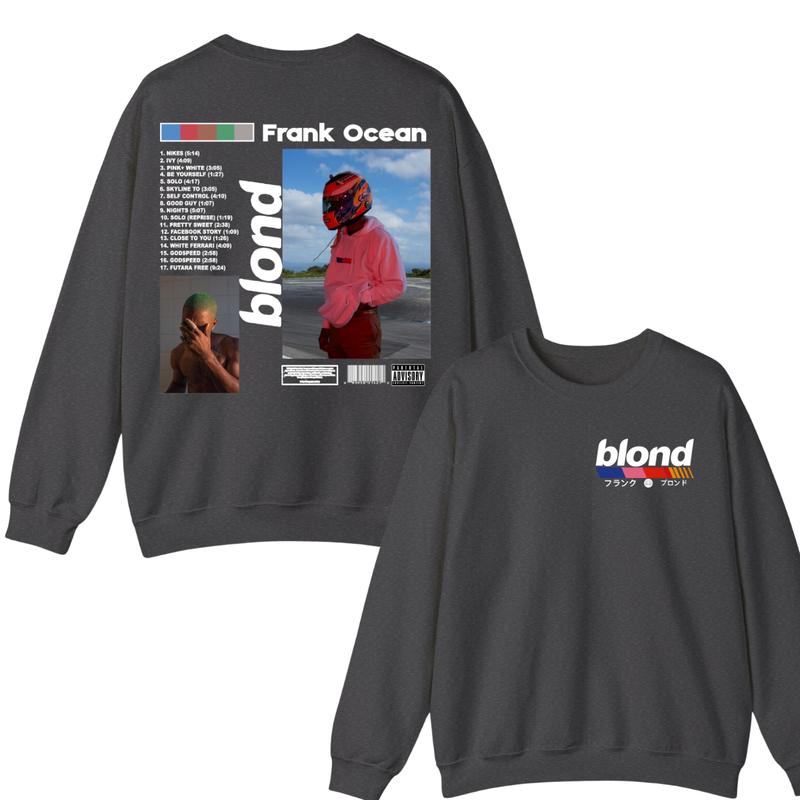 Frank Ocean
1. NIKES (5:14)
2. IVY (4:09)
3. PINK+ WHITE (3:05)
4. BE YOURSELF (1:27)
5. SOLO (4:17)
6. SKYLINE TO (3:05)
7. SELF CONTROL (4:10)
8. GOOD GUY (1:07)
9. NIGHTS (5:07)
10. SOLO (REPRISE) (1:19)
11. PRETTY SWEET (2:38)
12. FACEBOOK STORY (1:09)
13. CLOSE TO YOU (1:26)
14. WHITE FERRARI (4:09)
15. GODSPEED (2:58)
16. GODSPEED (2:58)
17. FUTARA FREE (9:24)
blond
PARENTAL
ADVISORY
EXPLICIT CONTENT
blond
フランク ブロンド